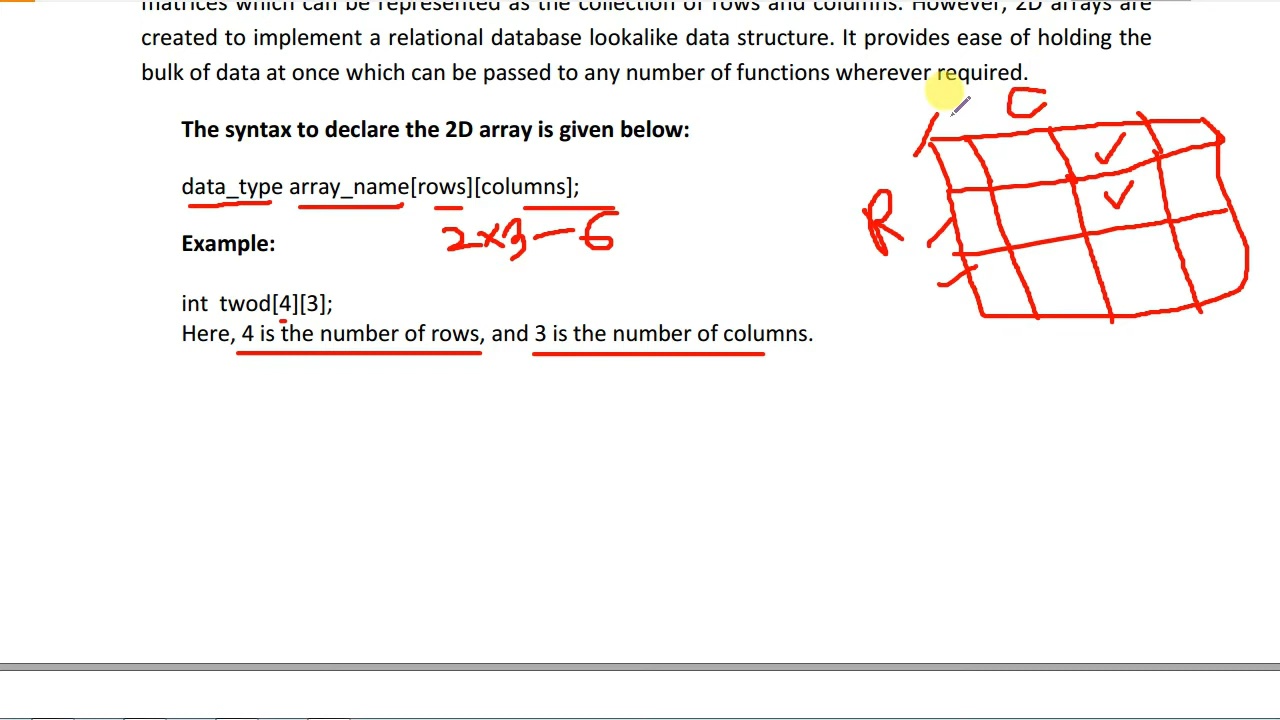 matrices which can be represented as the collection of rows and columns. However, 2D arrays are
created to implement a relational database lookalike data structure. It provides ease of holding the
bulk of data at once which can be passed to any number of functions wherever required.
C
The syntax to declare the 2D array is given below:
data_type array_name[rows][columns];
R
2×3-6
Example:
int twod[4][3];
Here, 4 is the number of rows, and 3 is the number of columns.